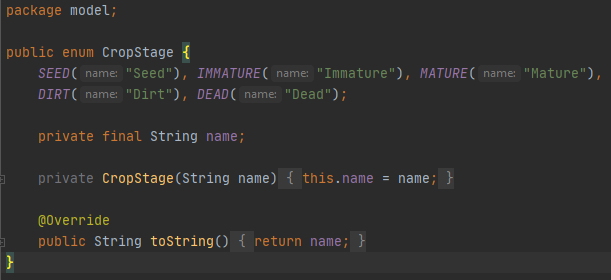 package model;
public enum CropStage {
SEED( name: "Seed"), IMMATURE( name: "Immature"), MATURE( name: "Mature"),
DIRT( name: "Dirt"), DEAD( name: "Dead");
private final String name;
private CropStage(String name) { this.name = name; }
@Override
public String toString() { return name; }
}